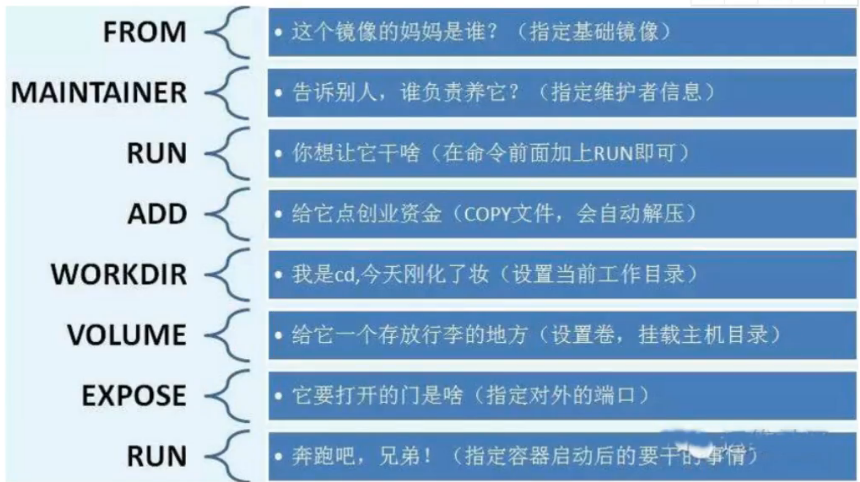 FROM • 这个镜像的妈妈是谁？（指定基础镜像）
MAINTAINER • 告诉别人，谁负责养它？（指定维护者信息）
RUN • 你想让它干啥（在命令前面加上RUN即可）
ADD • 给它点创业资金（COPY文件，会自动解压）
WORKDIR • 我是cd,今天刚化了妆（设置当前工作目录）
VOLUME • 给它一个存放行李的地方（设置卷，挂载主机目录）
EXPOSE • 它要打开的门是啥（指定对外的端口）
RUN • 奔跑吧，兄弟！（指定容器启动后的要干的事情）